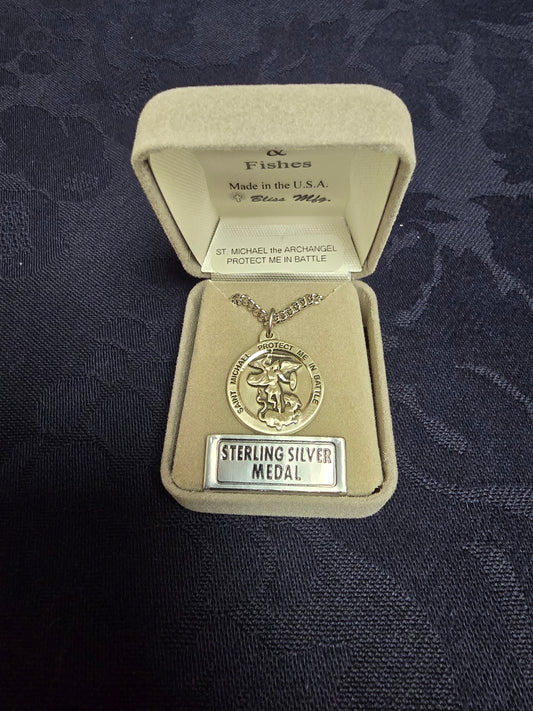 &
Fishes
Made in the U.S.A.
Bliss Mfg.
ST. MICHAEL the ARCHANGEL
PROTECT ME IN BATTLE
SAINT MICHAEL PROTECT ME IN BATTLE
STERLING SILVER
MEDAL